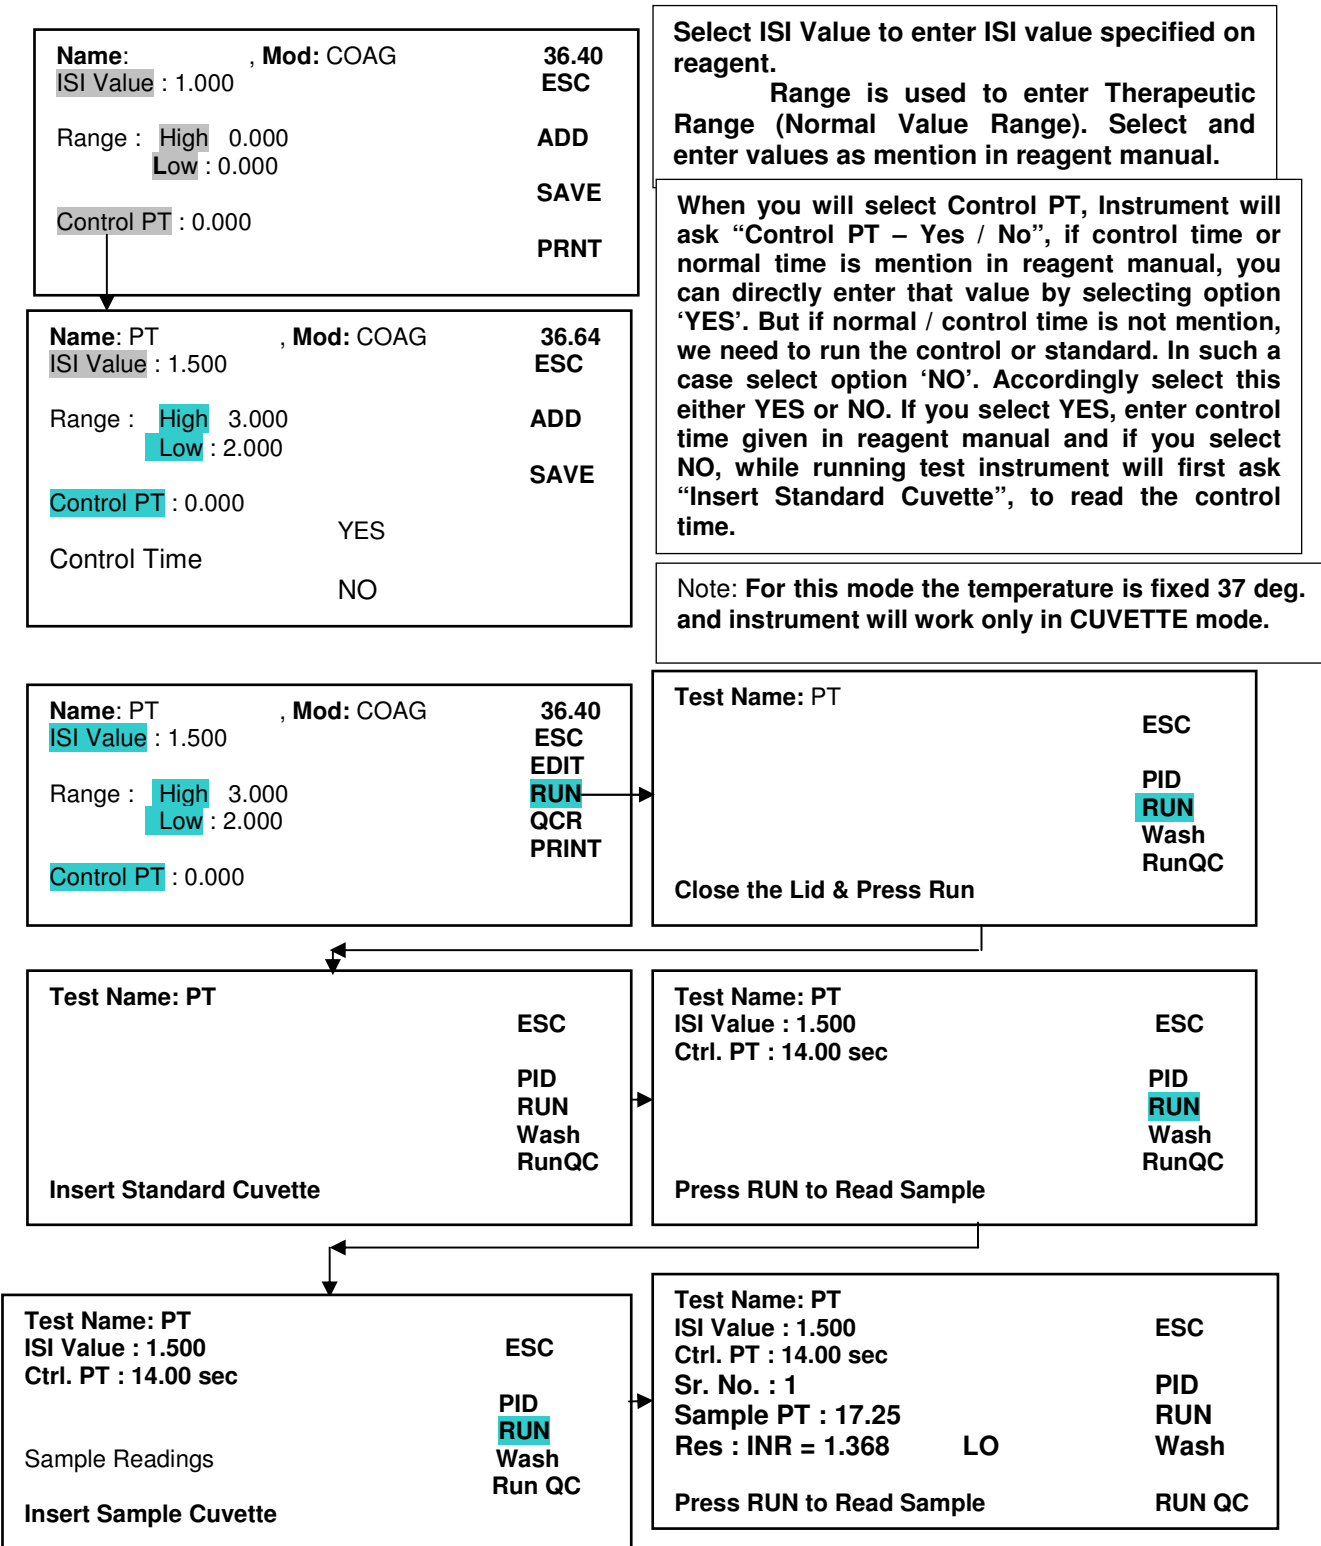 Name: , Mod: COAG 36.40
ISI Value : 1.000 ESC
Range : High 0.000 ADD
Low : 0.000
SAVE
Control PT : 0.000
PRNT
Select ISI Value to enter ISI value specified on
reagent.
Range is used to enter Therapeutic
Range (Normal Value Range). Select and
enter values as mention in reagent manual.
When you will select Control PT, Instrument will
ask “Control PT – Yes / No”, if control time or
normal time is mention in reagent manual, you
can directly enter that value by selecting option
‘YES’. But if normal / control time is not mention,
we need to run the control or standard. In such a
case select option ‘NO’. Accordingly select this
either YES or NO. If you select YES, enter control
time given in reagent manual and if you select
NO, while running test instrument will first ask
“Insert Standard Cuvette”, to read the control
time.
Name: PT , Mod: COAG 36.64
ISI Value : 1.500 ESC
Range : High 3.000 ADD
Low : 2.000
SAVE
Control PT : 0.000
YES
Control Time
NO
Note: For this mode the temperature is fixed 37 deg.
and instrument will work only in CUVETTE mode.
Name: PT , Mod: COAG 36.40
ISI Value : 1.500 ESC
EDIT
Range : High 3.000 RUN
Low : 2.000 QCR
PRINT
Control PT : 0.000
Test Name: PT
ESC
PID
RUN
Wash
RunQC
Close the Lid & Press Run
Test Name: PT
ESC
PID
RUN
Wash
RunQC
Insert Standard Cuvette
Test Name: PT
ISI Value : 1.500 ESC
Ctrl. PT : 14.00 sec
PID
RUN
Wash
RunQC
Press RUN to Read Sample
Test Name: PT
ISI Value : 1.500 ESC
Ctrl. PT : 14.00 sec
PID
RUN
Sample Readings Wash
Run QC
Insert Sample Cuvette
Test Name: PT
ISI Value : 1.500 ESC
Ctrl. PT : 14.00 sec
Sr. No. : 1 PID
Sample PT : 17.25 RUN
Res : INR = 1.368 LO Wash
Press RUN to Read Sample RUN QC